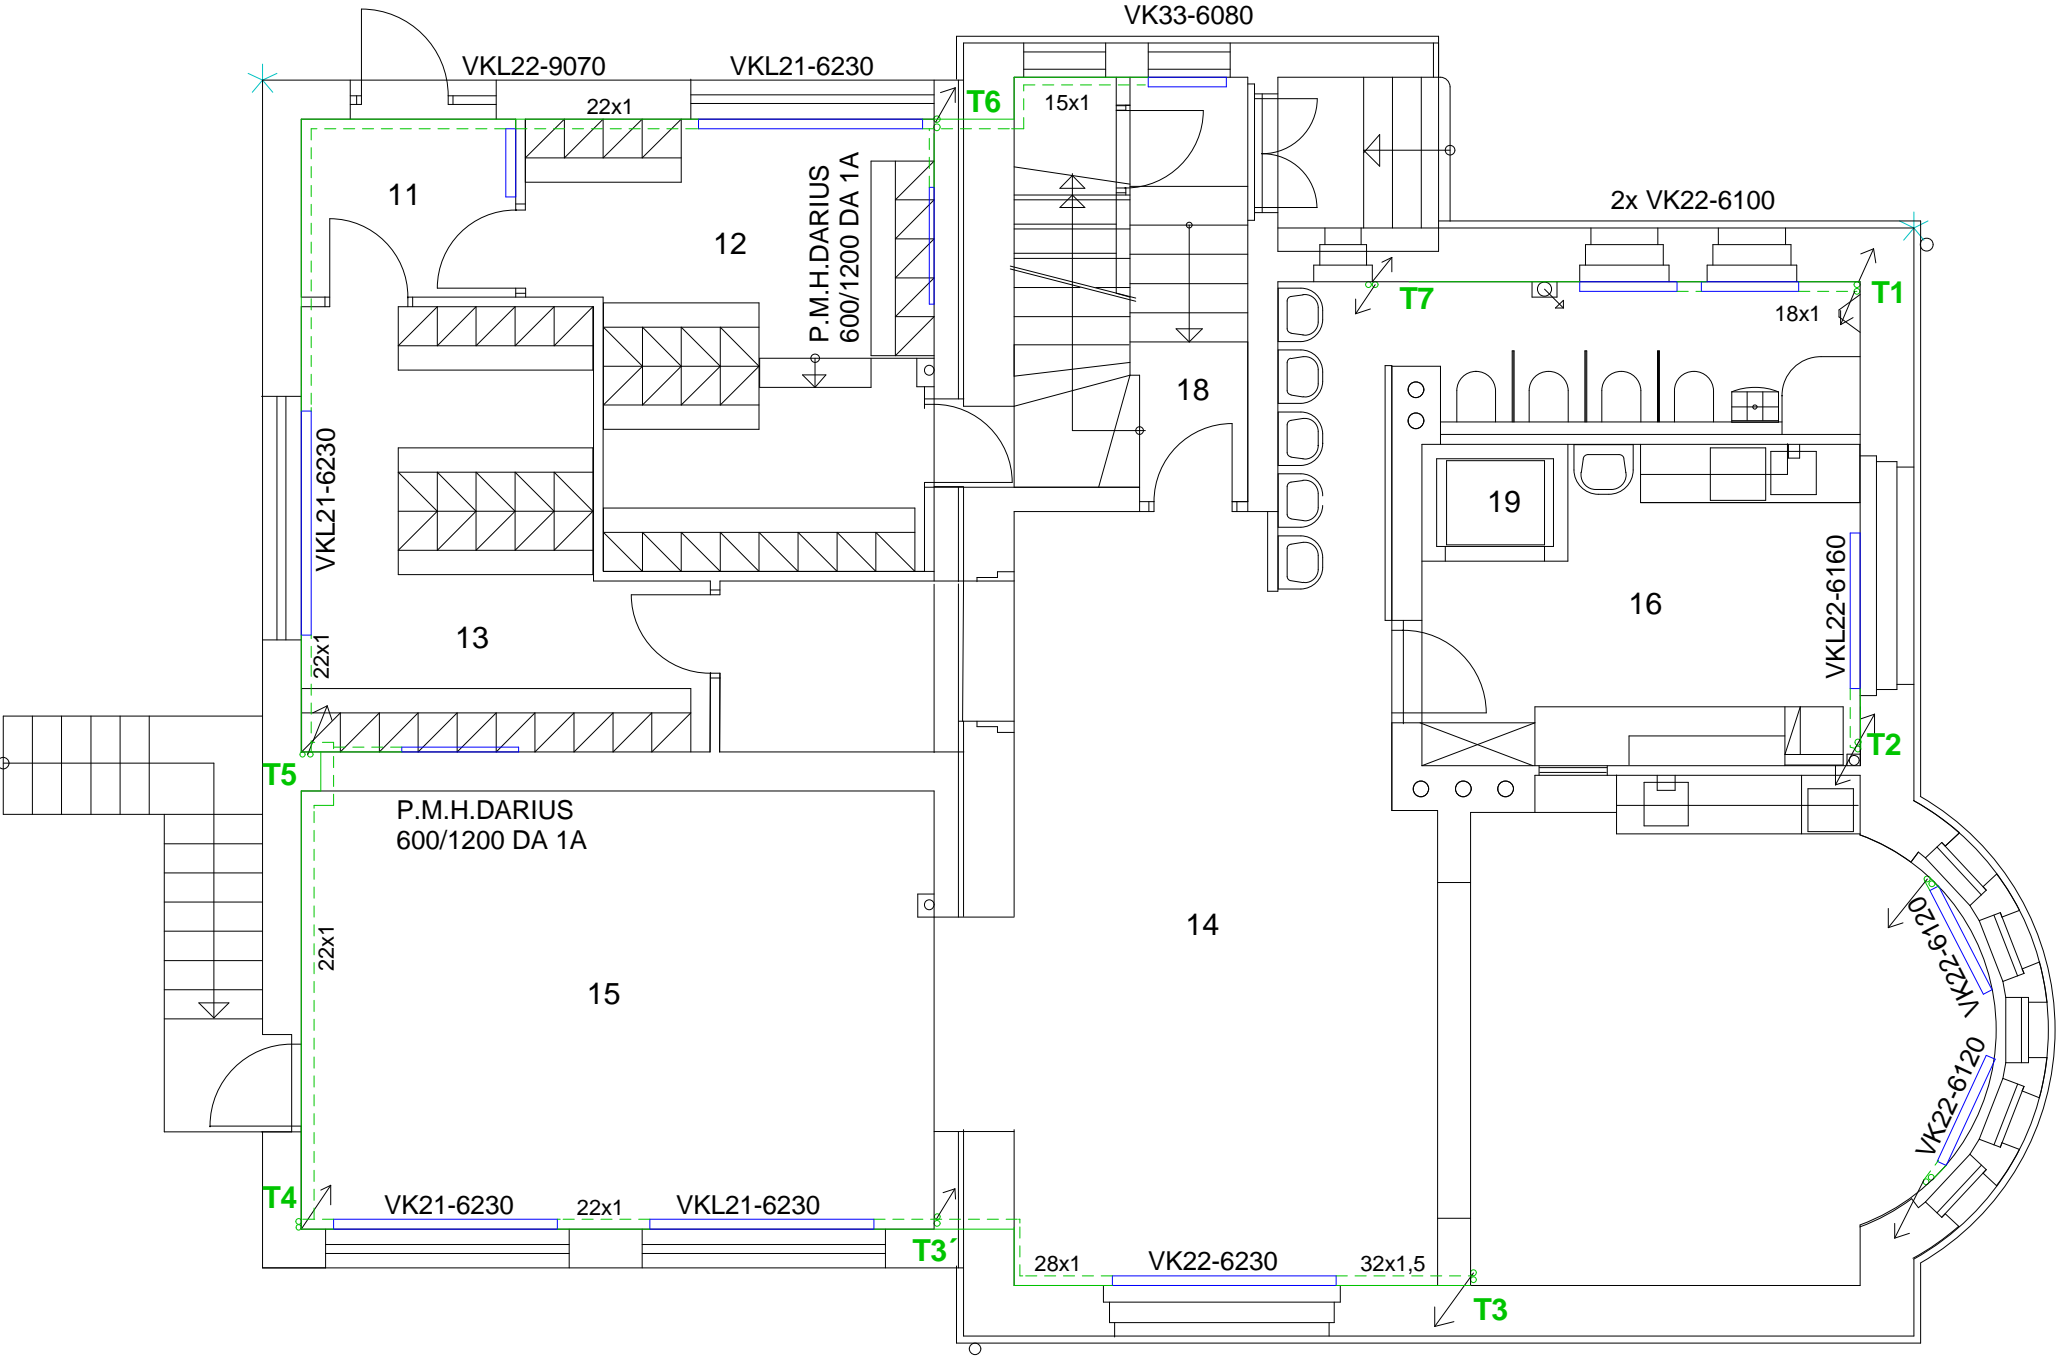 VK33-6080
VKL22-9070
VKL21-6230
T6
22x1
15x1
11
12
P.M.H.DARIUS
600/1200 DA 1A
2x VK22-6100
T7
T1
18x1
18
VKL21-6230
19
16
VKL22-6160
13
22x1
T5
T2
P.M.H.DARIUS
600/1200 DA 1A
22x1
15
14
VK22-6120
VK22-6120
T4
VK21-6230
22x1
VKL21-6230
T3´
28x1
VK22-6230
32x1,5
T3